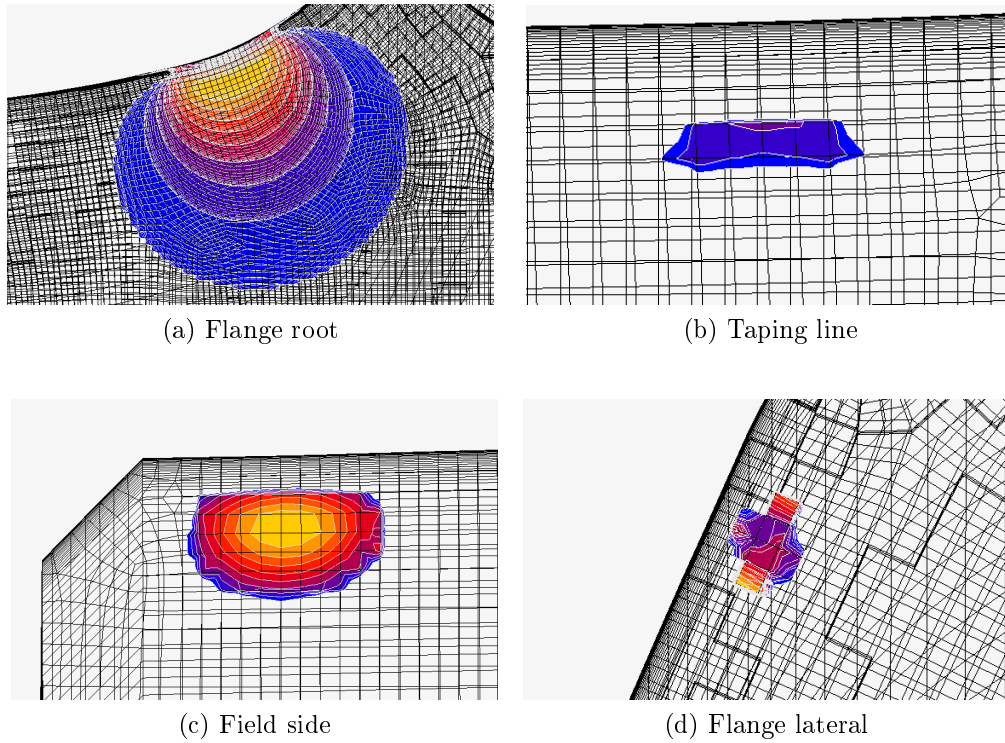 (a) Flange root
(b) Taping line
(c) Field side
(d) Flange lateral